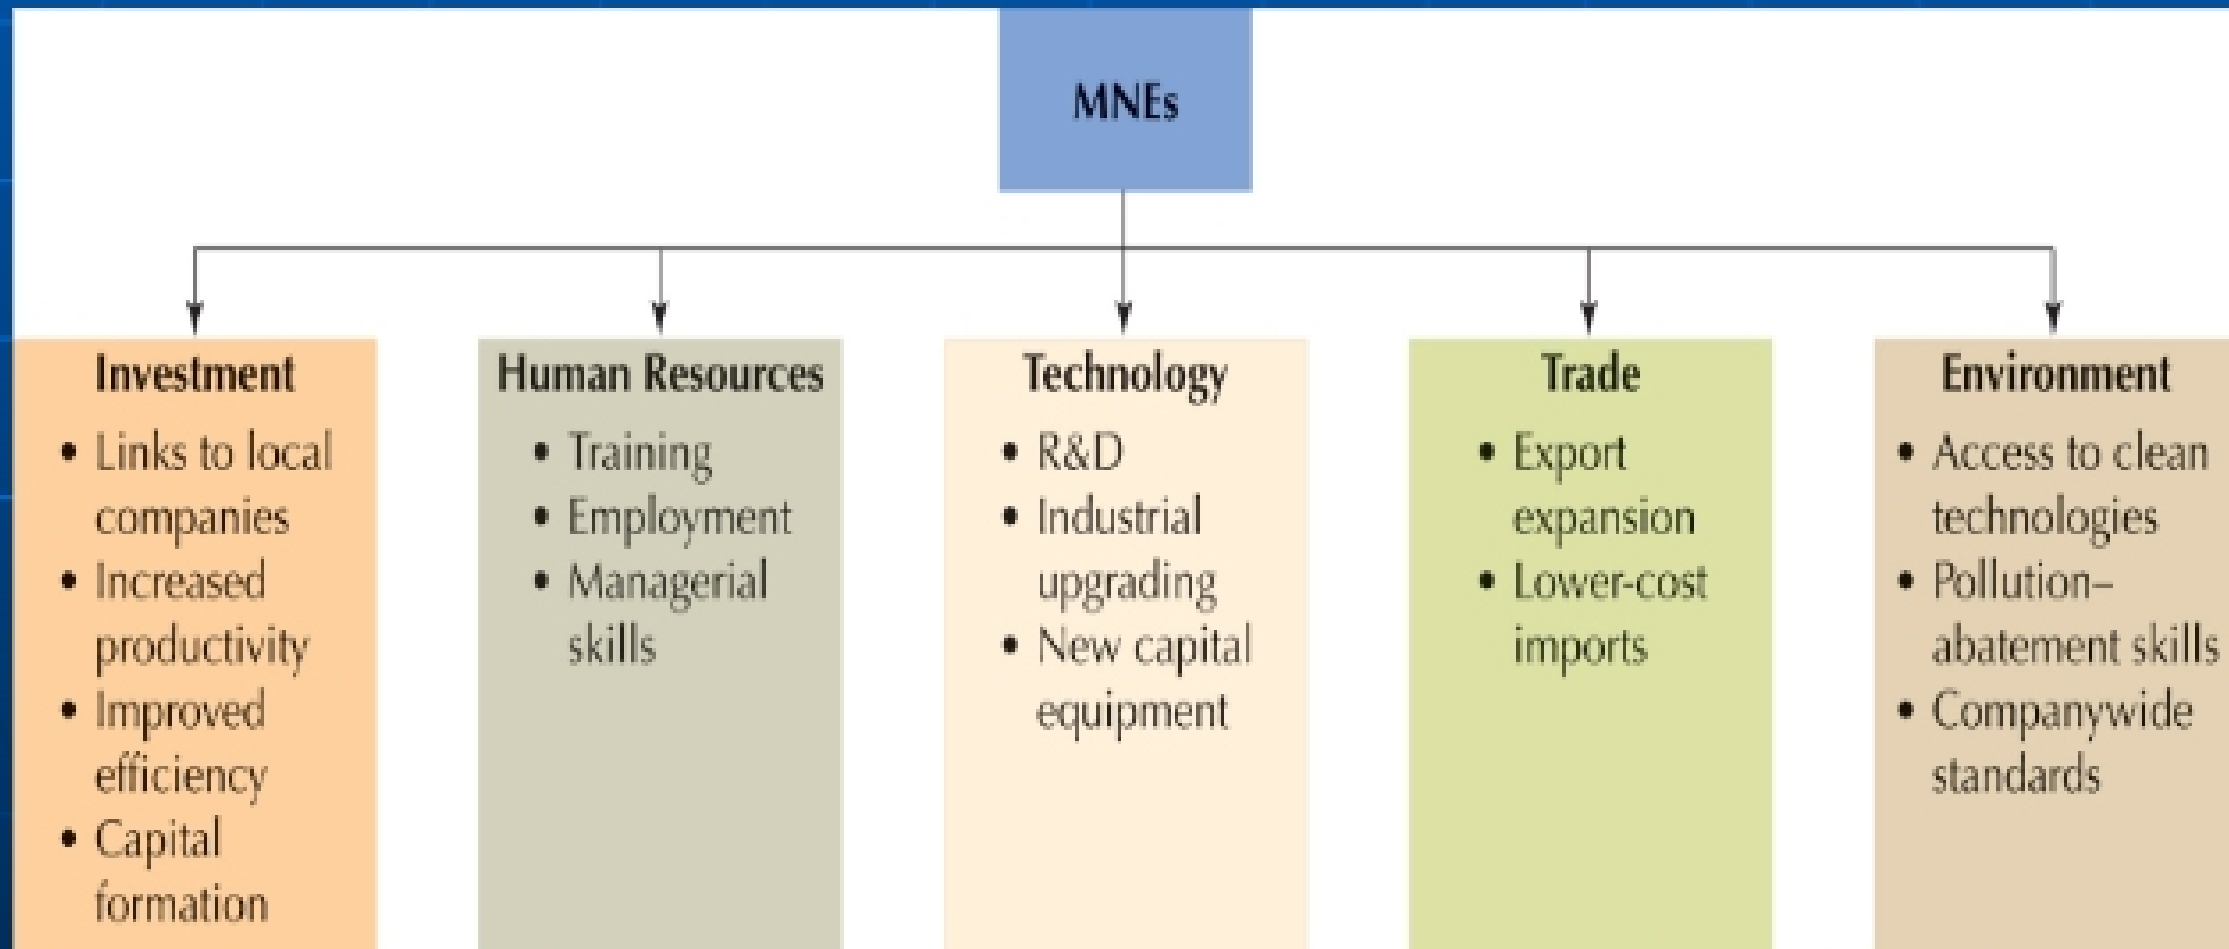 MNEs
Investment
• Links to local
companies
• Increased
productivity
• Improved
efficiency
• Capital
formation
Human Resources
• Training
• Employment
• Managerial
skills
Technology
• R&D
• Industrial
upgrading
• New capital
equipment
Trade
• Export
expansion
• Lower-cost
imports
Environment
• Access to clean
technologies
• Pollution–
abatement skills
• Companywide
standards